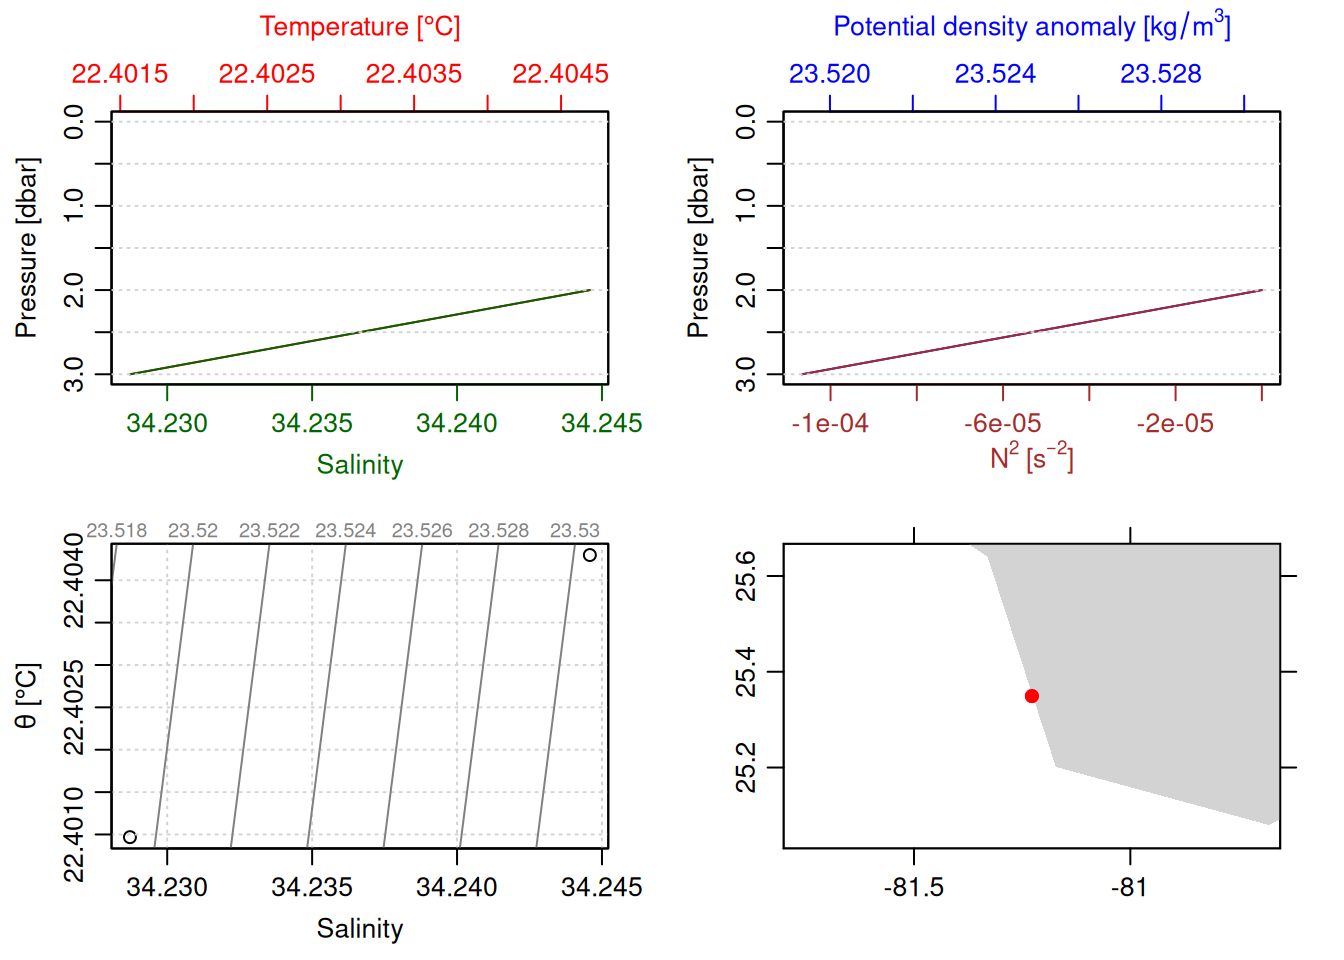 Temperature [°C]
22.4015 22.4025 22.4035 22.4045
Pressure [dbar]
0.0
1.0
2.0
3.0
34.230 34.235 34.240 34.245
Salinity
Potential density anomaly [kg/m³]
23.520 23.524 23.528
Pressure [dbar]
0.0
1.0
2.0
3.0
-1e-04 -6e-05 -2e-05
N² [s⁻²]
23.518 23.52 23.522 23.524 23.526 23.528 23.53
θ [°C]
22.4040
22.4025
22.4010
34.230 34.235 34.240 34.245
Salinity
25.6
25.4
25.2
-81.5 -81